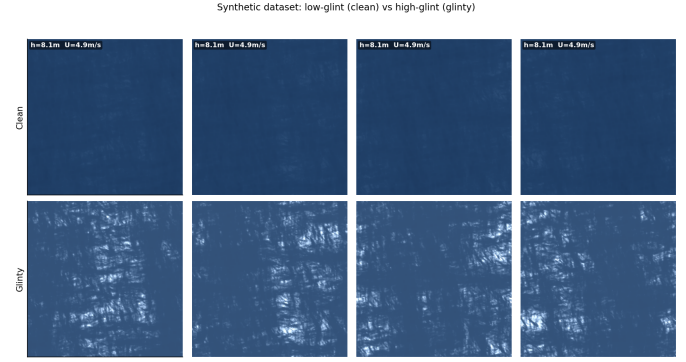 Synthetic dataset: low-glint (clean) vs high-glint (glinty)
h=8.1m U=4.9m/s
h=8.1m U=4.9m/s
h=8.1m U=4.9m/s
h=8.1m U=4.9m/s
Clean
Glinty